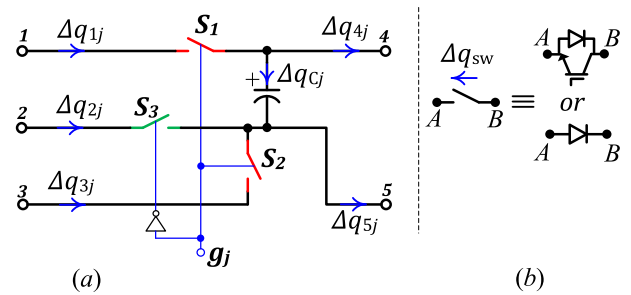 1 Δq1j S1 Δq4j 4
+ ΔqCj
2 Δq2j S3
S2
3 Δq3j
Δq5j 5
gj
(a)
Δqsw
A B ≡
A B
or
A B
(b)